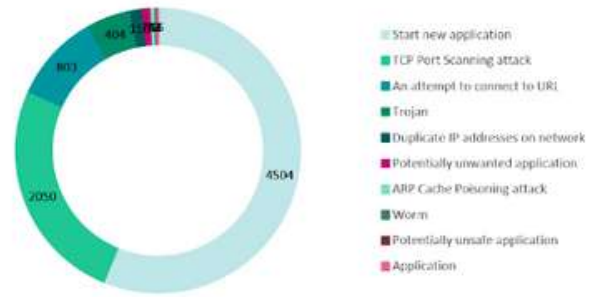 4504
2050
803
404
Start new application
TCP Port Scanning attack
An attempt to connect to URL
Trojan
Duplicate IP addresses on network
Potentially unwanted application
ARP Cache Poisoning attack
Worm
Potentially unsafe application
Application